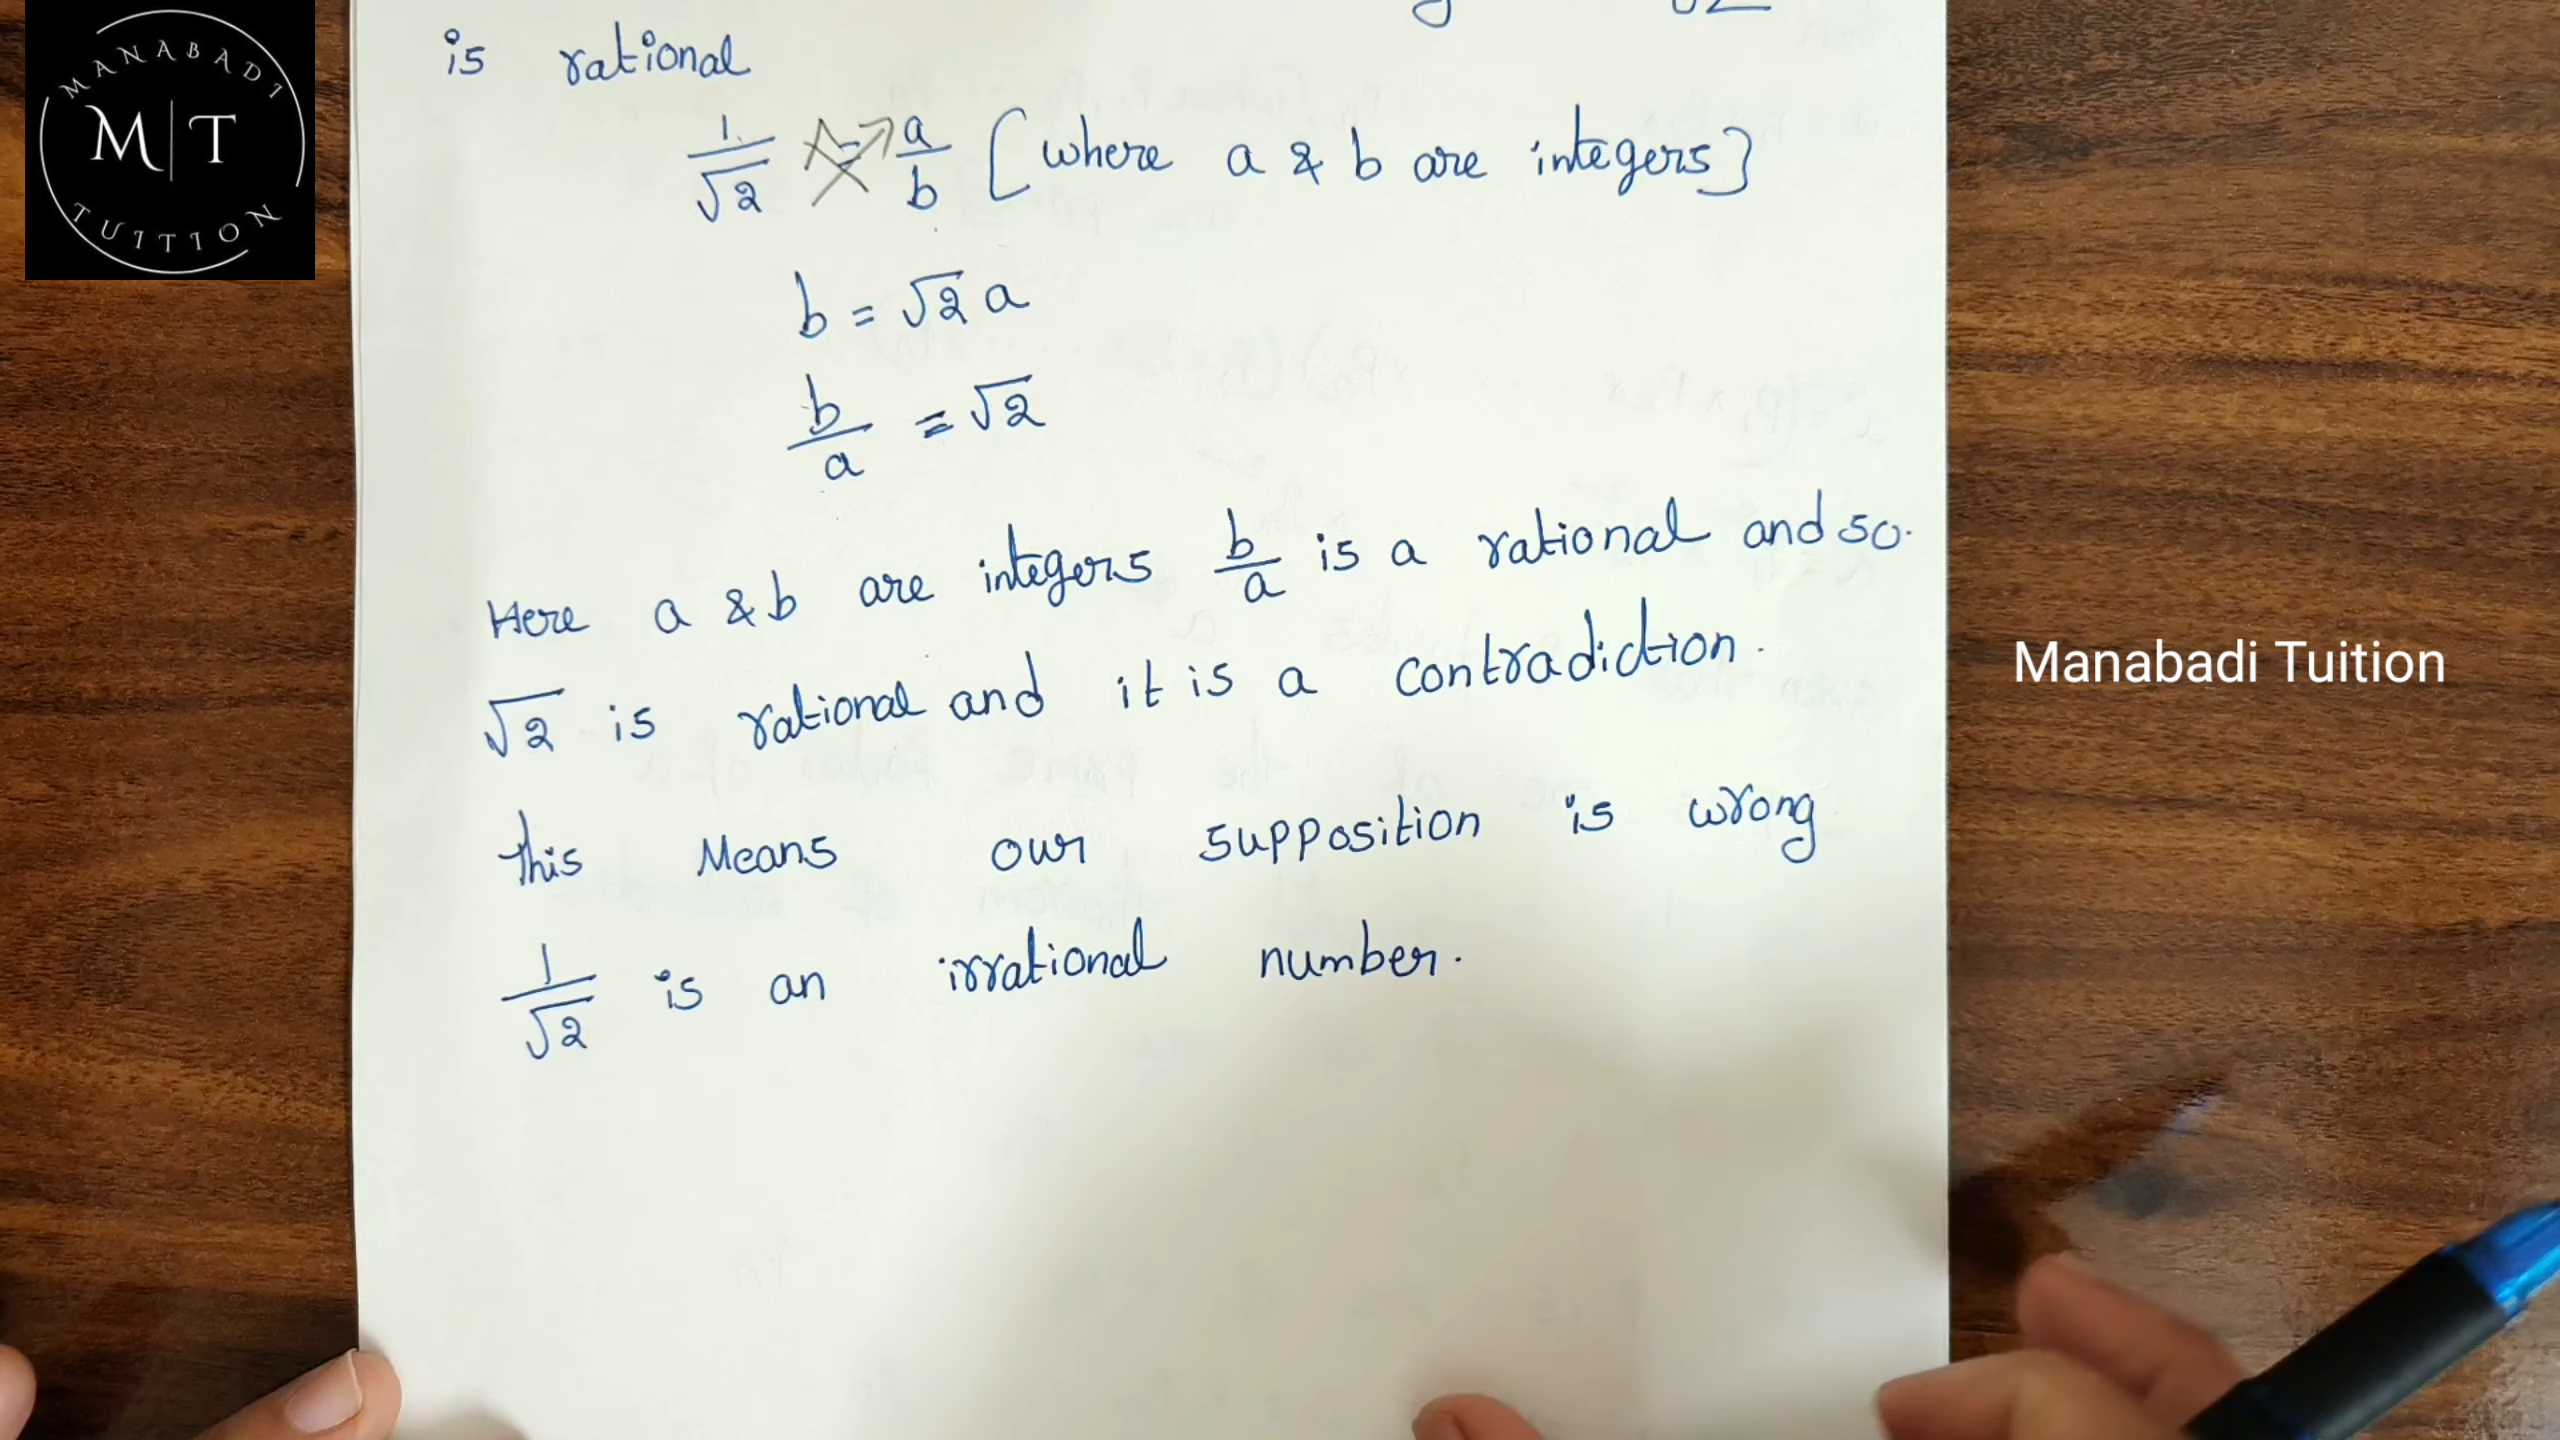 MANABADI
M|T
TUITION
is rational
1/√2 = a/b [where a & b are integers]
b = √2 a
b/a = √2
Here a & b are integers b/a is a rational and so.
√2 is rational and it is a contradiction.
Manabadi Tuition
This Means our supposition is wrong
1/√2 is an irrational number.